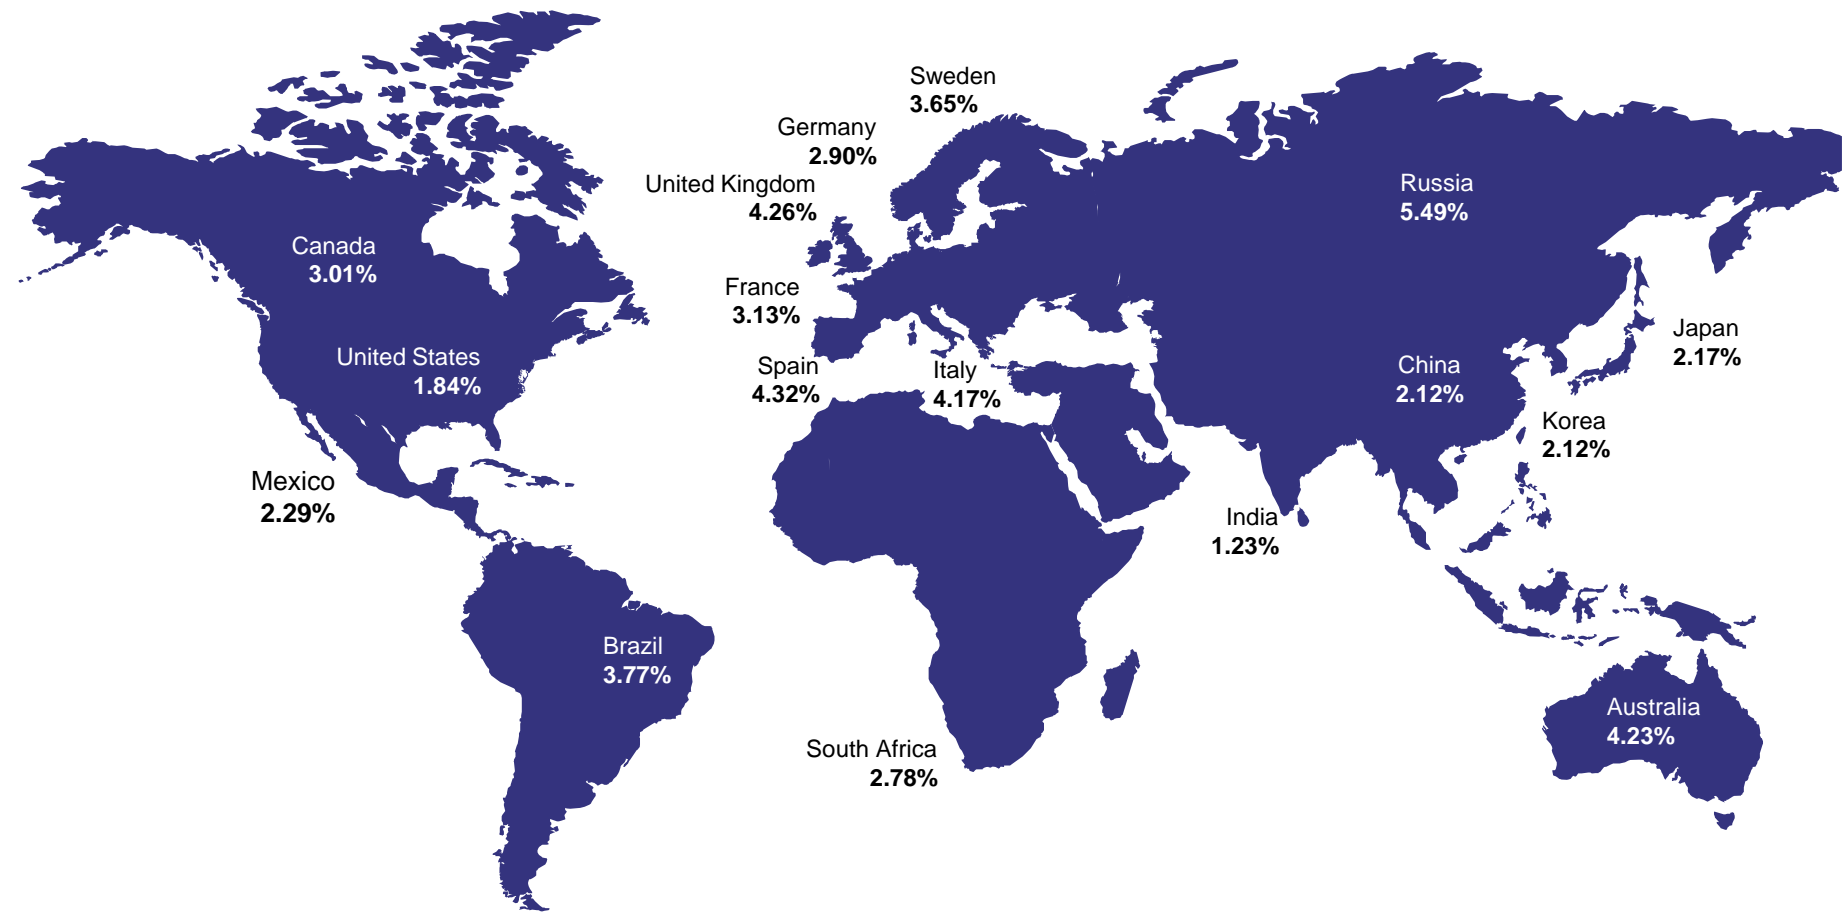 Sweden
3.65%
Germany
2.90%
United Kingdom
4.26%
Russia
5.49%
Canada
3.01%
France
3.13%
Japan
2.17%
United States
1.84%
Spain
4.32%
Italy
4.17%
China
2.12%
Korea
2.12%
Mexico
2.29%
India
1.23%
Brazil
3.77%
Australia
4.23%
South Africa
2.78%